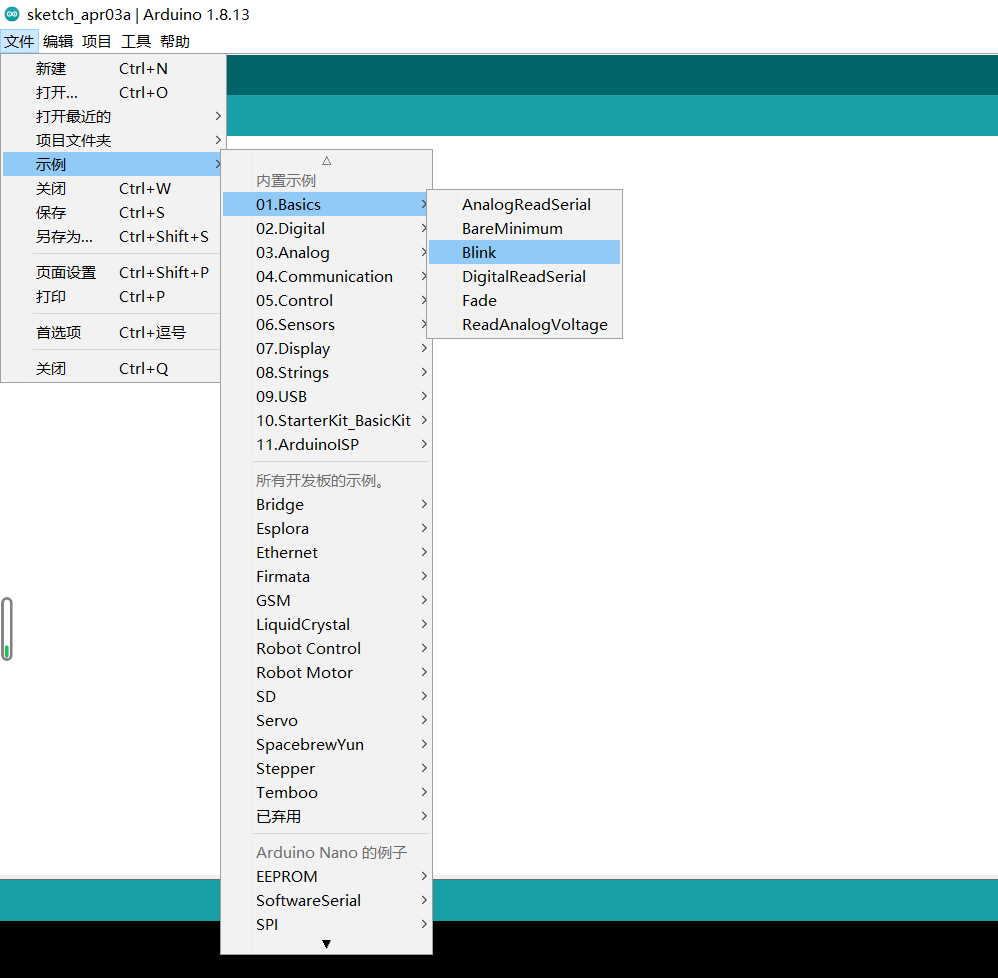 sketch_apr03a | Arduino 1.8.13
文件 编辑 项目 工具 帮助
新建 Ctrl+N
打开... Ctrl+O
打开最近的
项目文件夹
示例
关闭 Ctrl+W
保存 Ctrl+S
另存为... Ctrl+Shift+S
页面设置 Ctrl+Shift+P
打印 Ctrl+P
首选项 Ctrl+逗号
关闭 Ctrl+Q
内置示例
01.Basics
02.Digital
03.Analog
04.Communication
05.Control
06.Sensors
07.Display
08.Strings
09.USB
10.StarterKit_BasicKit
11.ArduinoISP
所有开发板的示例。
Bridge
Esplora
Ethernet
Firmata
GSM
LiquidCrystal
Robot Control
Robot Motor
SD
Servo
SpacebrewYun
Stepper
Temboo
已弃用
Arduino Nano 的例子
EEPROM
SoftwareSerial
SPI
AnalogReadSerial
BareMinimum
Blink
DigitalReadSerial
Fade
ReadAnalogVoltage